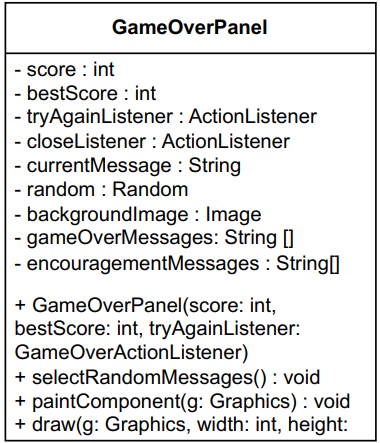 GameOverPanel
- score : int
- bestScore : int
- tryAgainListener : ActionListener
- closeListener : ActionListener
- currentMessage : String
- random : Random
- backgroundImage : Image
- gameOverMessages: String []
- encouragementMessages : String[]
+ GameOverPanel(score: int,
bestScore: int, tryAgainListener:
GameOverActionListener)
+ selectRandomMessages() : void
+ paintComponent(g: Graphics) : void
+ draw(g: Graphics, width: int, height: